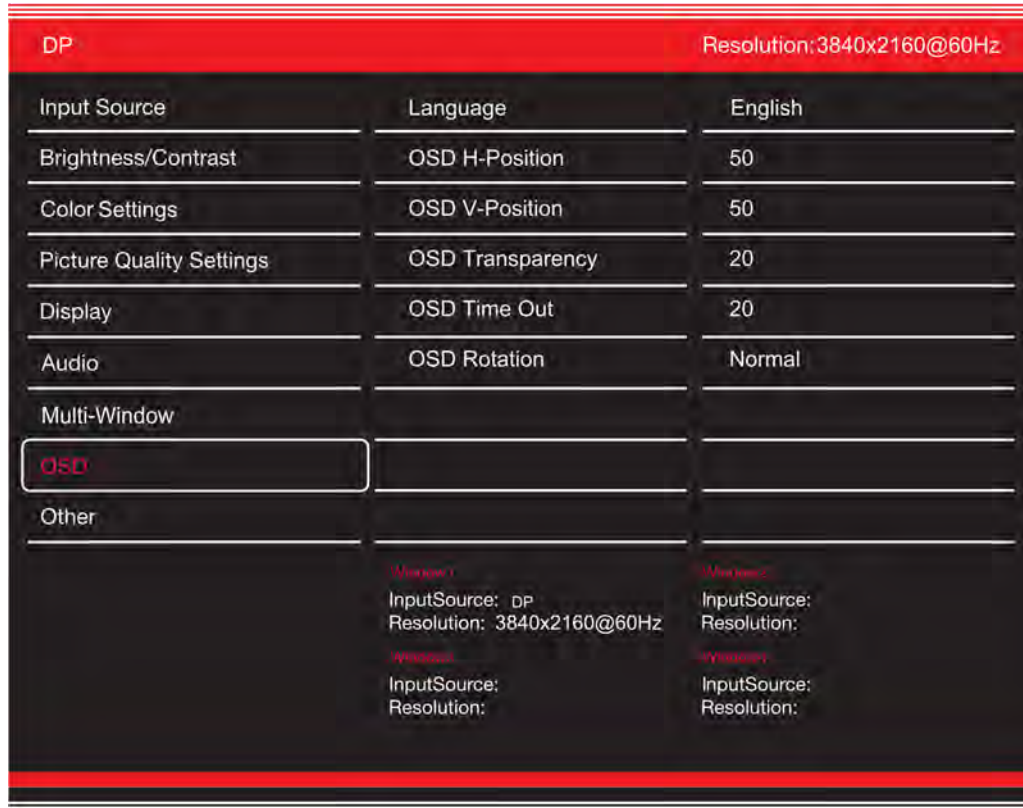 DP Resolution:3840x2160@60Hz
Input Source Language English
Brightness/Contrast OSD H-Position 50
Color Settings OSD V-Position 50
Picture Quality Settings OSD Transparency 20
Display OSD Time Out 20
Audio OSD Rotation Normal
Multi-Window
OSD
Other
InputSource: DP InputSource:
Resolution: 3840x2160@60Hz Resolution:
InputSource: InputSource:
Resolution: Resolution: